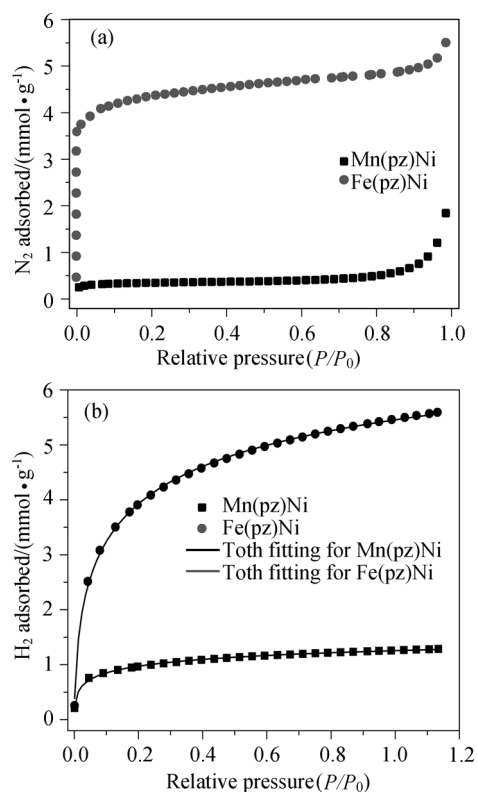 (a)
6
5
4
3
2
1
0
N₂ adsorbed/(mmol•g⁻¹)
Mn(pz)Ni
Fe(pz)Ni
0.0 0.2 0.4 0.6 0.8 1.0
Relative pressure(P/P₀)
(b)
6
5
4
3
2
1
0
H₂ adsorbed/(mmol•g⁻¹)
Mn(pz)Ni
Fe(pz)Ni
Toth fitting for Mn(pz)Ni
Toth fitting for Fe(pz)Ni
0.0 0.2 0.4 0.6 0.8 1.0 1.2
Relative pressure(P/P₀)